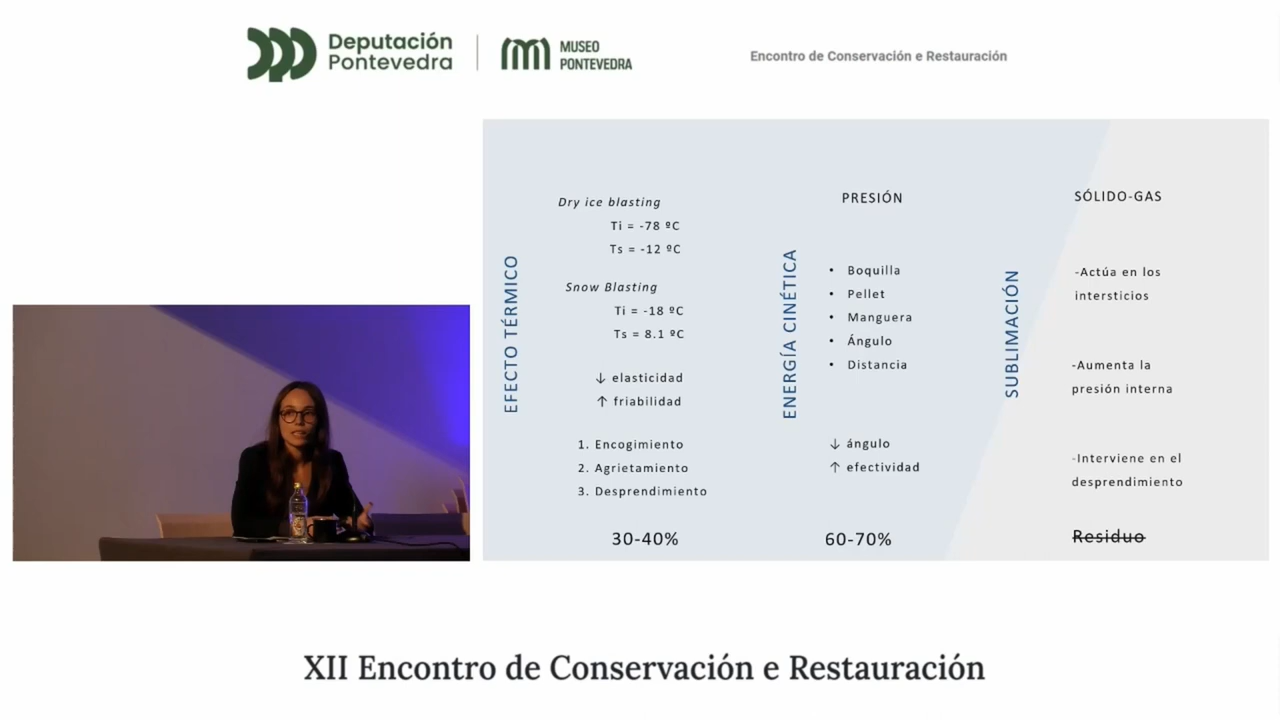 Deputación
Pontevedra
MUSEO
PONTEVEDRA
Encontro de Conservación e Restauración
EFECTO TÉRMICO
Dry ice blasting
Ti = -78 ºC
Ts = -12 ºC
Snow Blasting
Ti = -18 ºC
Ts = 8.1 ºC
↓ elasticidad
↑ friabilidad
1. Encogimiento
2. Agrietamiento
3. Desprendimiento
30-40%
ENERGÍA CINÉTICA
PRESIÓN
• Boquilla
• Pellet
• Manguera
• Ángulo
• Distancia
↓ ángulo
↑ efectividad
60-70%
SUBLIMACIÓN
SÓLIDO-GAS
-Actúa en los
intersticios
-Aumenta la
presión interna
-Interviene en el
desprendimiento
Residuo
XII Encontro de Conservación e Restauración